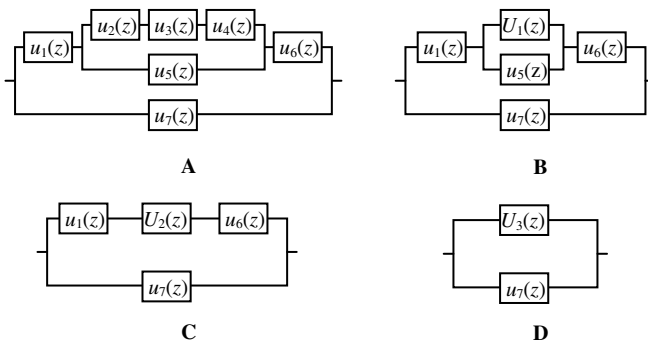 u₂(z) u₃(z) u₄(z) U₁(z)
u₁(z) u₆(z) u₁(z) u₆(z)
u₅(z) u₅(z)
u₇(z) u₇(z)
A B
u₁(z) U₂(z) u₆(z) U₃(z)
u₇(z) u₇(z)
C D